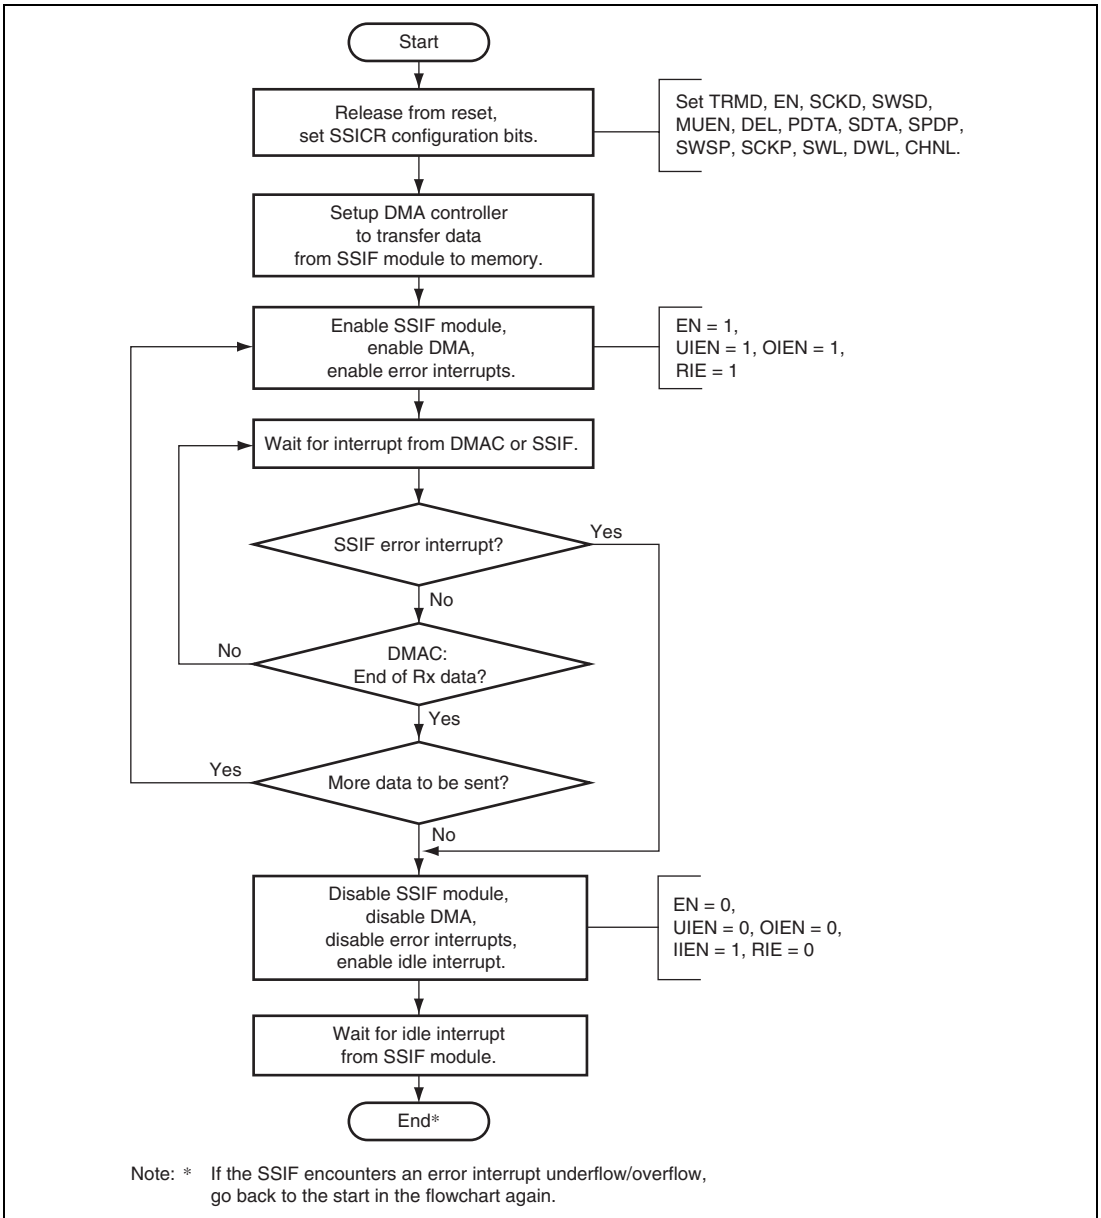 Start
Release from reset,
set SSICR configuration bits.
Set TRMD, EN, SCKD, SWSD,
MUEN, DEL, PDTA, SDTA, SPDP,
SWSP, SCKP, SWL, DWL, CHNL.
Setup DMA controller
to transfer data
from SSIF module to memory.
Enable SSIF module,
enable DMA,
enable error interrupts.
EN = 1,
UIEN = 1, OIEN = 1,
RIE = 1
Wait for interrupt from DMAC or SSIF.
SSIF error interrupt?
Yes
No
DMAC:
End of Rx data?
No
Yes
More data to be sent?
Yes
No
Disable SSIF module,
disable DMA,
disable error interrupts,
enable idle interrupt.
EN = 0,
UIEN = 0, OIEN = 0,
IIEN = 1, RIE = 0
Wait for idle interrupt
from SSIF module.
End*
Note: * If the SSIF encounters an error interrupt underflow/overflow,
go back to the start in the flowchart again.